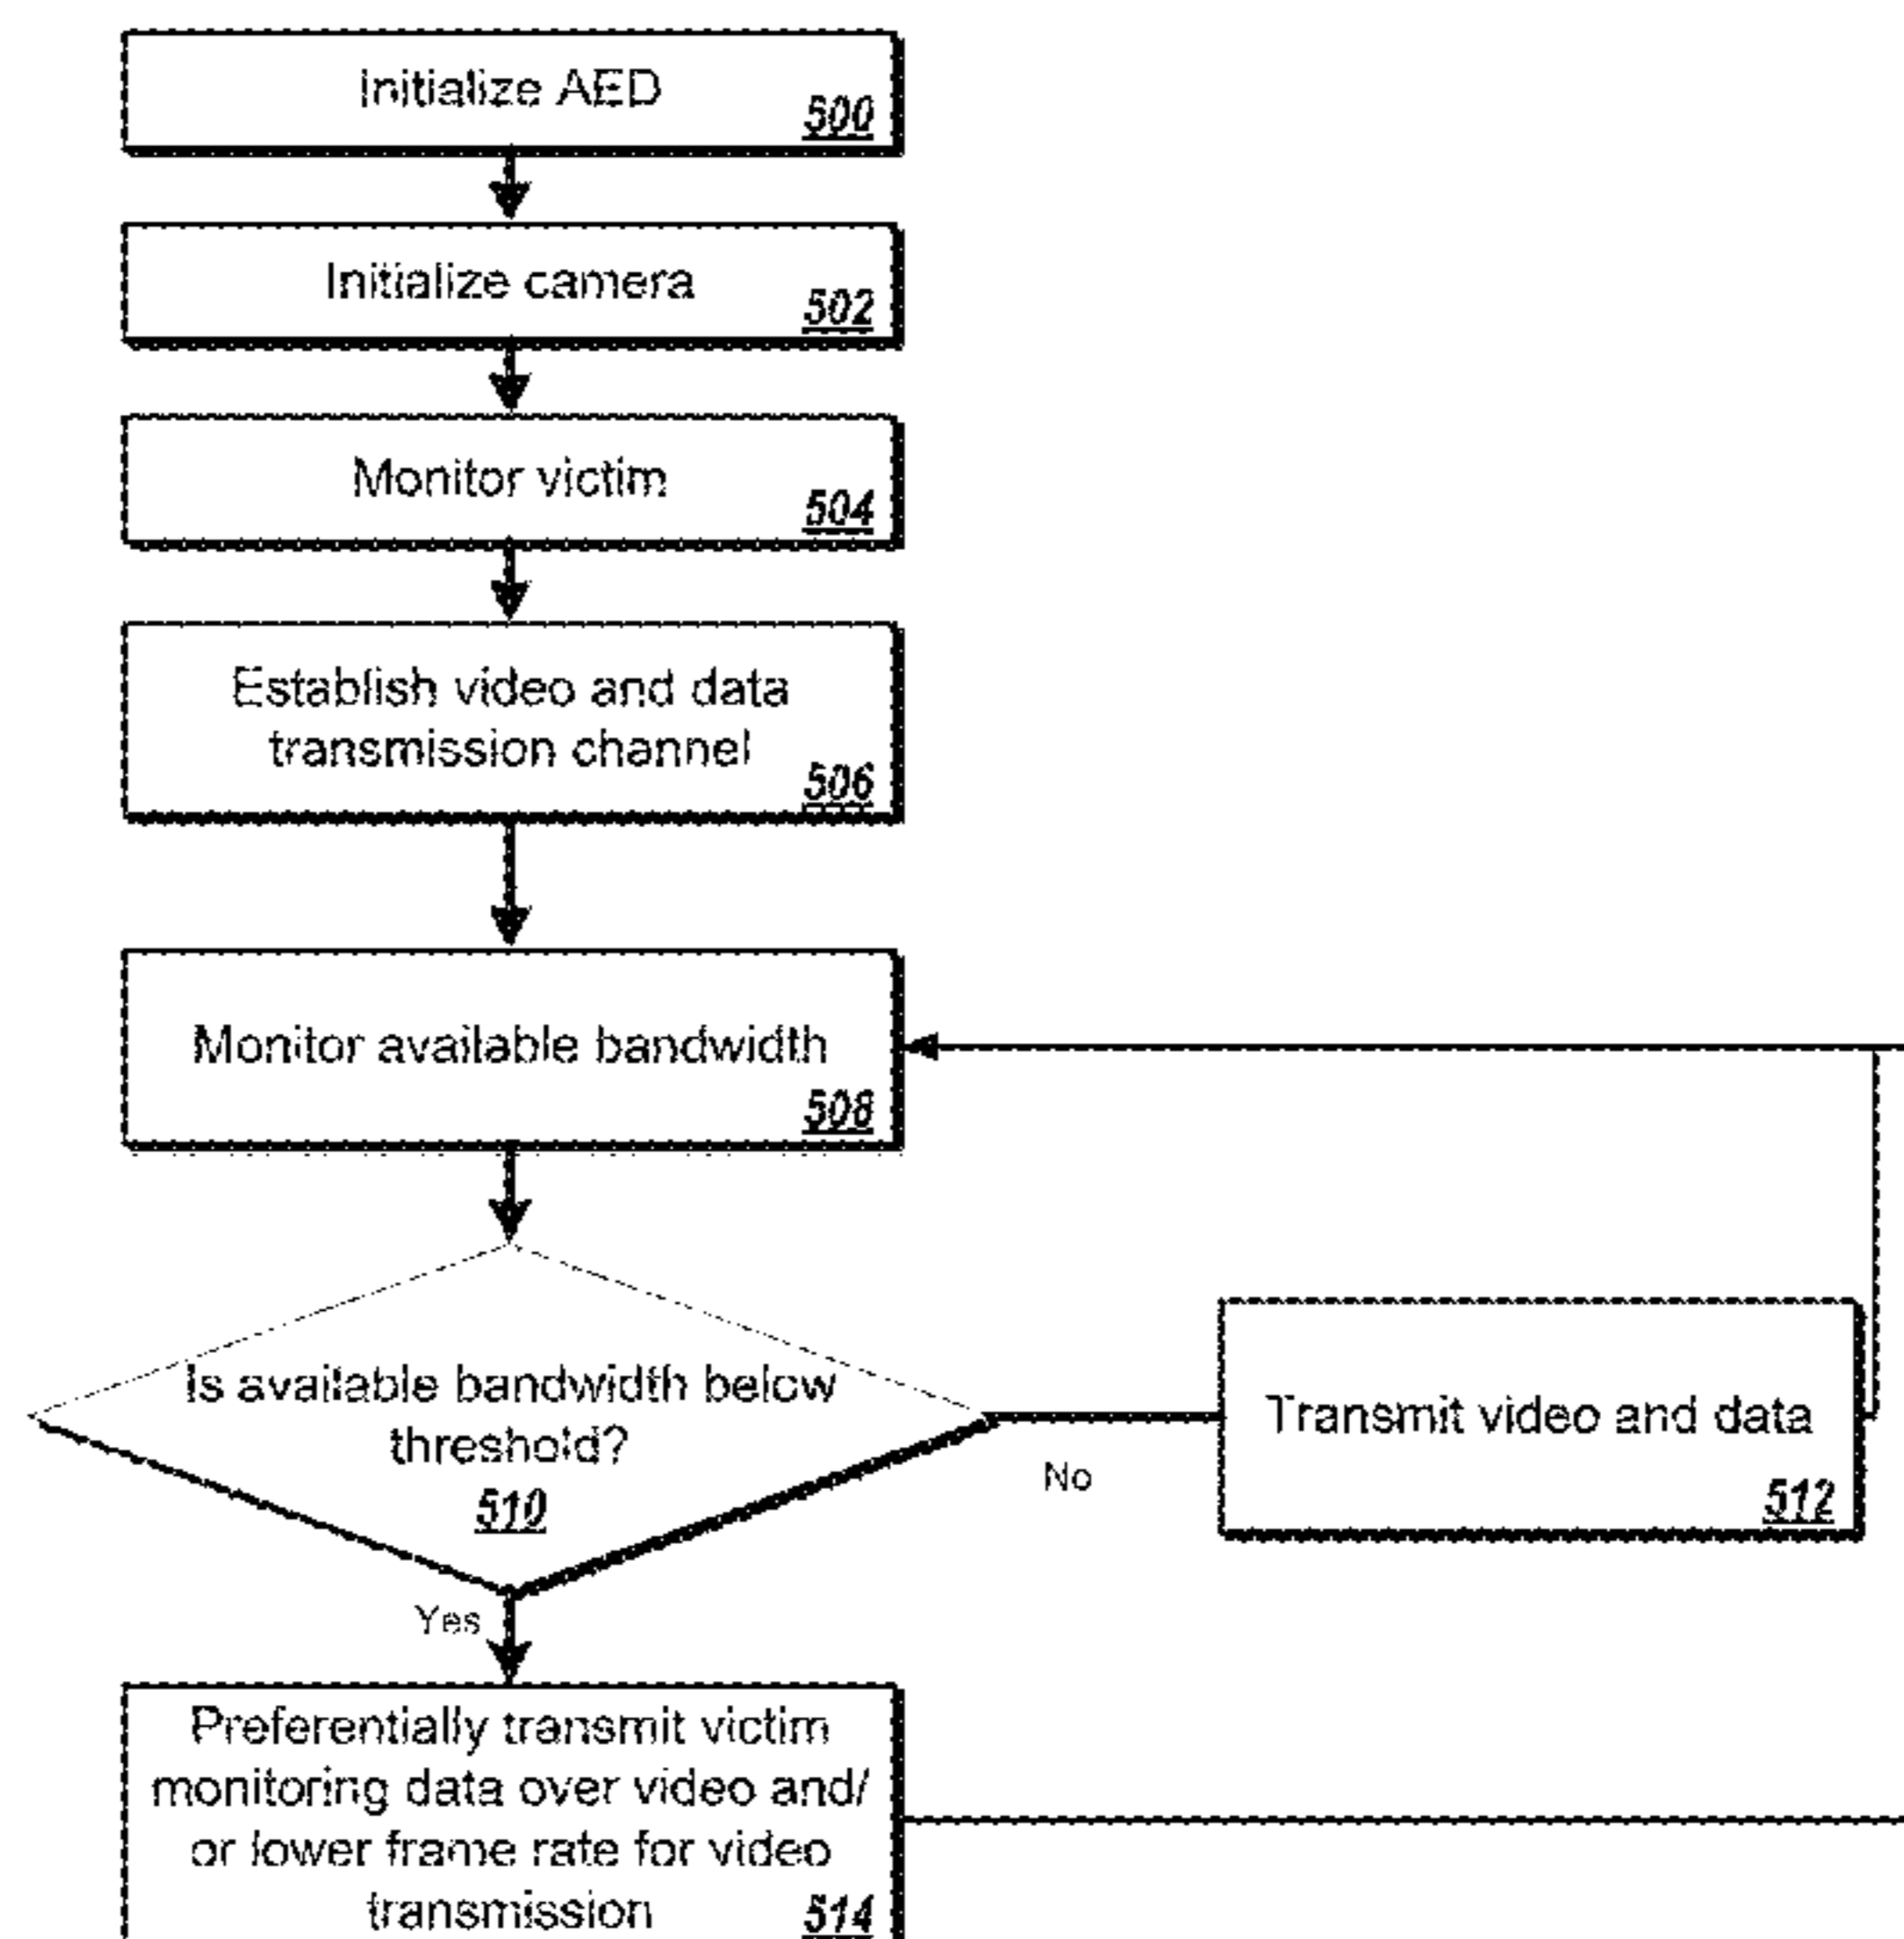 Initialize AED
500
Initialize camera
502
Monitor victim
504
Establish video and data
transmission channel
506
Monitor available bandwidth
508
Is available bandwidth below
threshold?
510
No
Transmit video and data
512
Yes
Preferentially transmit victim
monitoring data over video and/
or lower frame rate for video
transmission
514